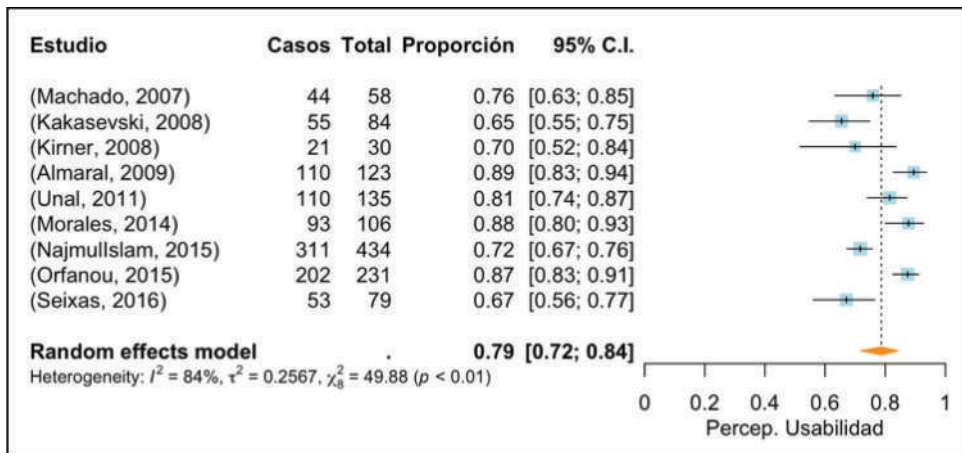 Estudio Casos Total Proporción 95% C.I.
(Machado, 2007) 44 58 0.76 [0.63; 0.85]
(Kakasevski, 2008) 55 84 0.65 [0.55; 0.75]
(Kirner, 2008) 21 30 0.70 [0.52; 0.84]
(Almaral, 2009) 110 123 0.89 [0.83; 0.94]
(Unal, 2011) 110 135 0.81 [0.74; 0.87]
(Morales, 2014) 93 106 0.88 [0.80; 0.93]
(NajmulIslam, 2015) 311 434 0.72 [0.67; 0.76]
(Orfanou, 2015) 202 231 0.87 [0.83; 0.91]
(Seixas, 2016) 53 79 0.67 [0.56; 0.77]
Random effects model . 0.79 [0.72; 0.84]
Heterogeneity: I² = 84%, τ² = 0.2567, χ²₈ = 49.88 (p < 0.01)
0 0.2 0.4 0.6 0.8 1
Percep. Usabilidad